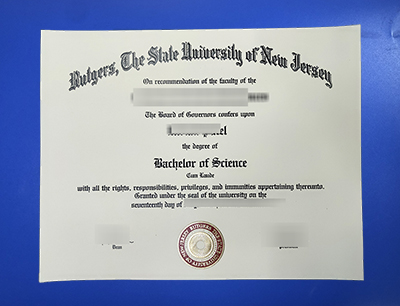 Rutgers, The State University of New Jersey
On recommendation of the faculty of the
The Board of Governors confers upon
the degree of
Bachelor of Science
Cum Laude
with all the rights, responsibilities, privileges, and immunities appertaining thereunto.
Granted under the seal of the university on the
seventeenth day of
Dean
President